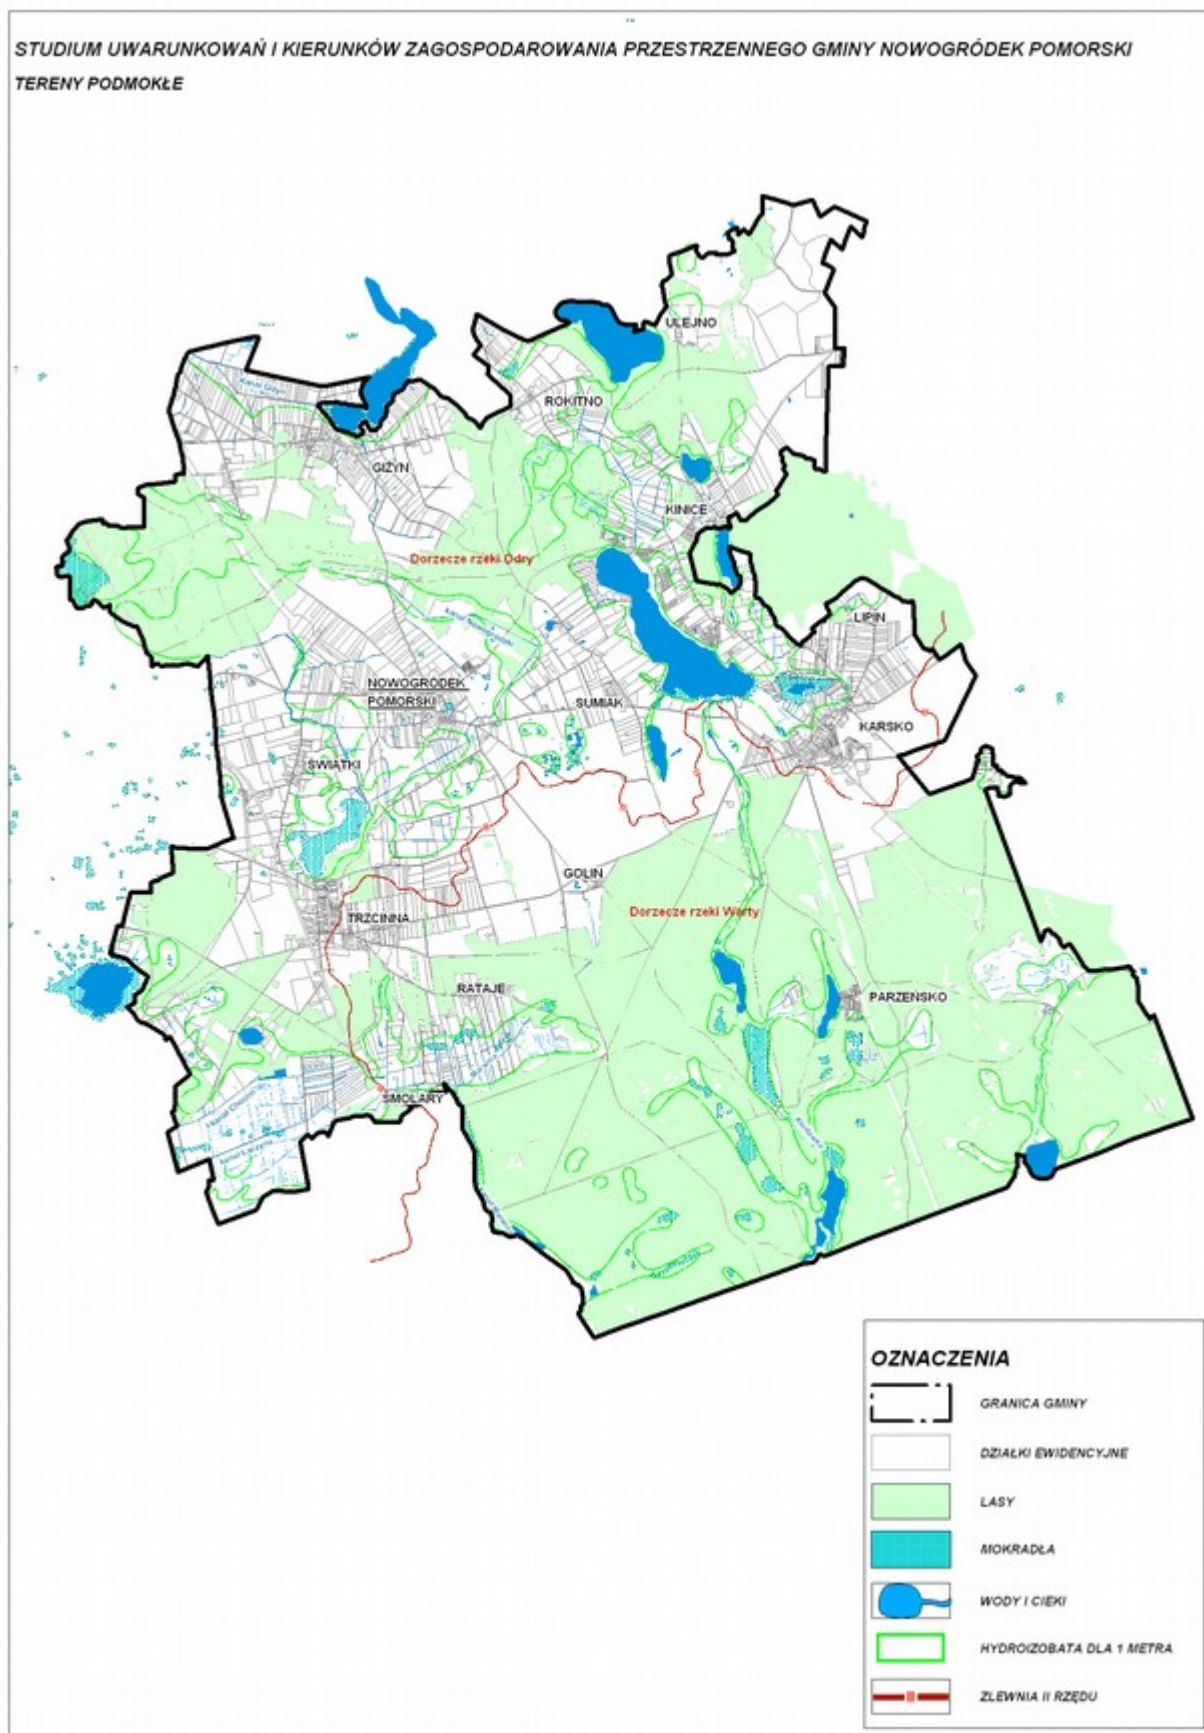 STUDIUM UWARUNKOWAŃ I KIERUNKÓW ZAGOSPODAROWANIA PRZESTRZENNEGO GMINY NOWOGRÓDEK POMORSKI
TERENY PODMOKŁE
ULEJNO
ROKITNO
GIŻYN
KINICE
Dorzecze rzeki Odry
LIPIN
NOWOGRÓDEK
POMORSKI
SUMIAK
KARSKO
ŚWIĄTKI
GOLIN
TRZCINNA
Dorzecze rzeki Warty
RATAJE
PARZEŃSKO
SMOLARY
OZNACZENIA
GRANICA GMINY
DZIAŁKI EWIDENCYJNE
LASY
MOKRADŁA
WODY I CIEKI
HYDROIZOBATA DLA 1 METRA
ZLEWNIA II RZĘDU